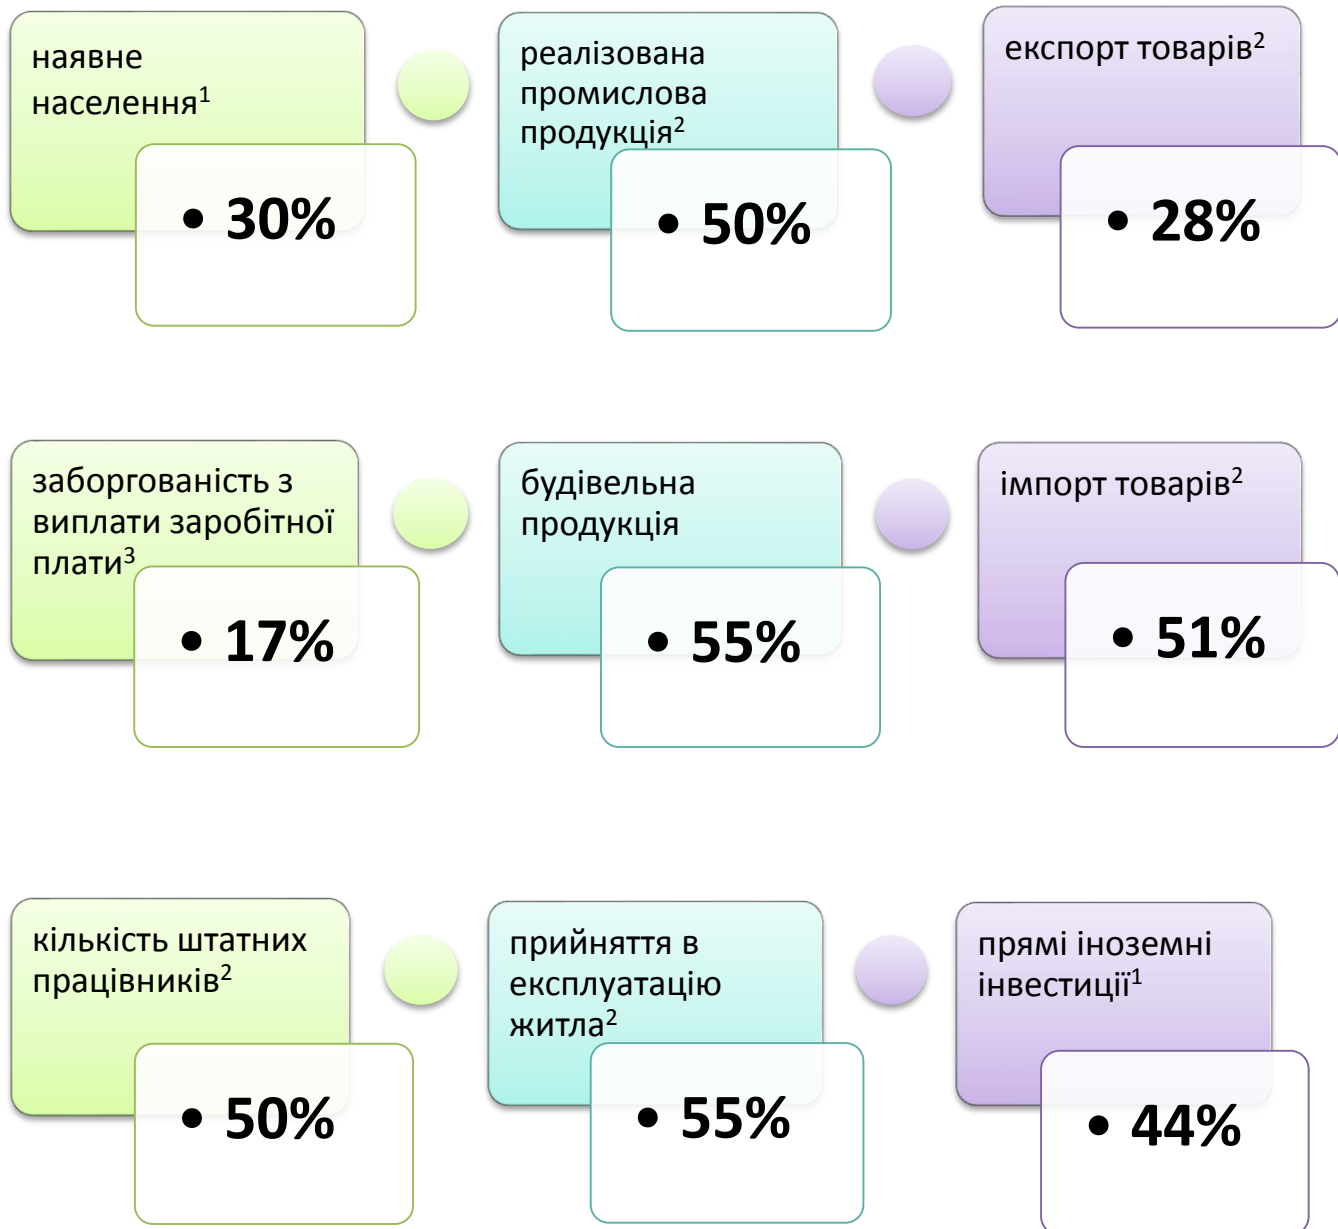 наявне
населення¹
• 30%
реалізована
промислова
продукція²
• 50%
експорт товарів²
• 28%
заборгованість з
виплати заробітної
плати³
• 17%
будівельна
продукція
• 55%
імпорт товарів²
• 51%
кількість штатних
працівників²
• 50%
прийняття в
експлуатацію
житла²
• 55%
прямі іноземні
інвестиції¹
• 44%